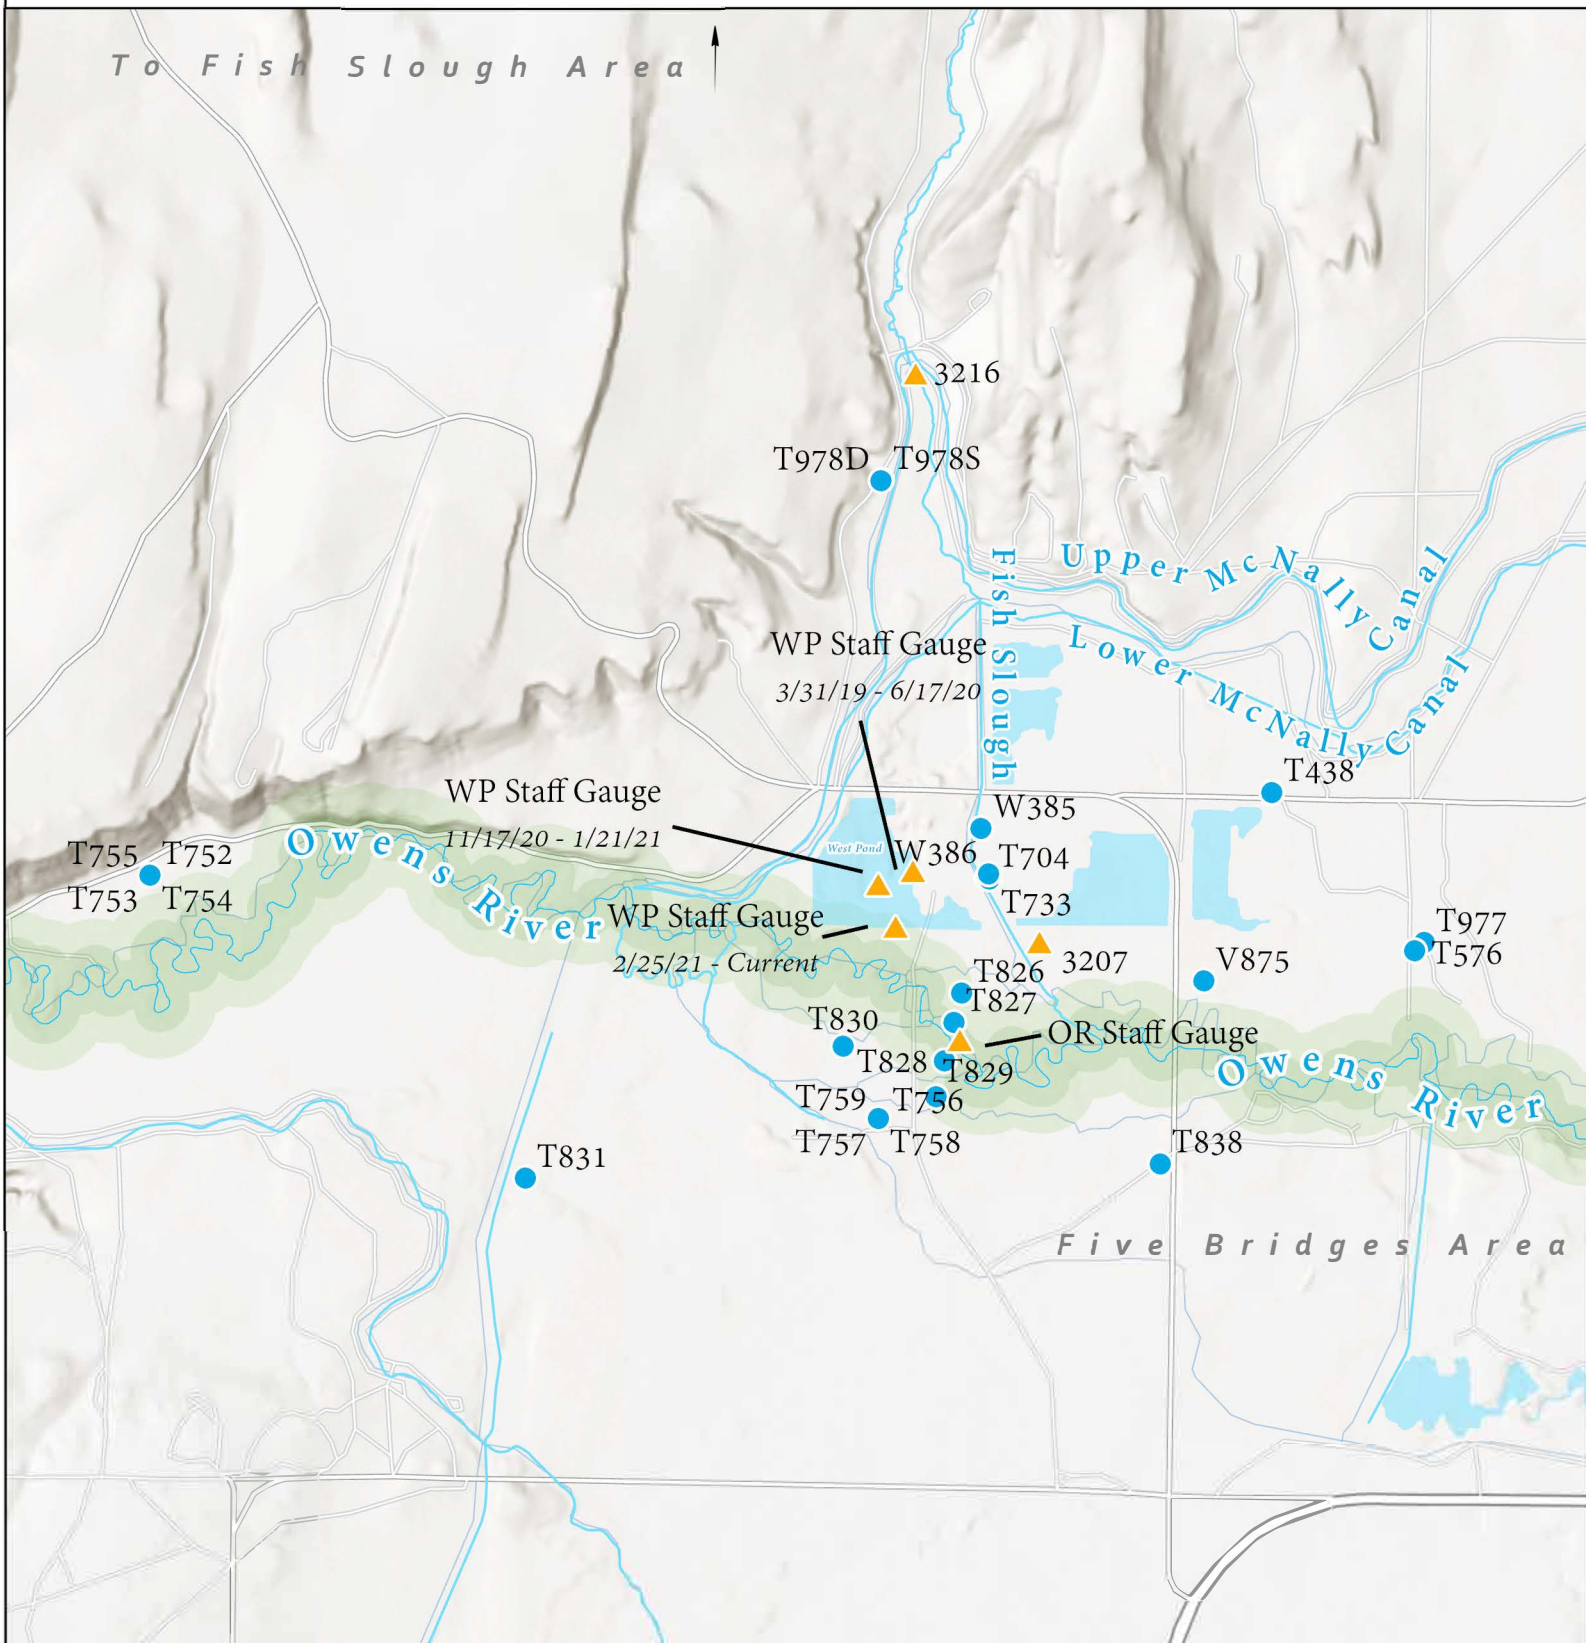 To Fish Slough Area
3216
T978D T978S
Upper McNally Canal
Fish Slough
Lower McNally Canal
WP Staff Gauge
3/31/19 - 6/17/20
T438
WP Staff Gauge
11/17/20 - 1/21/21
W385
Owens River
West Pond
W386
T704
T755 T752
T753 T754
T733
WP Staff Gauge
2/25/21 - Current
T977
T576
3207
V875
T826
T827
T830
OR Staff Gauge
T828
T829
Owens River
T759 T756
T757 T758
T838
T831
Five Bridges Area